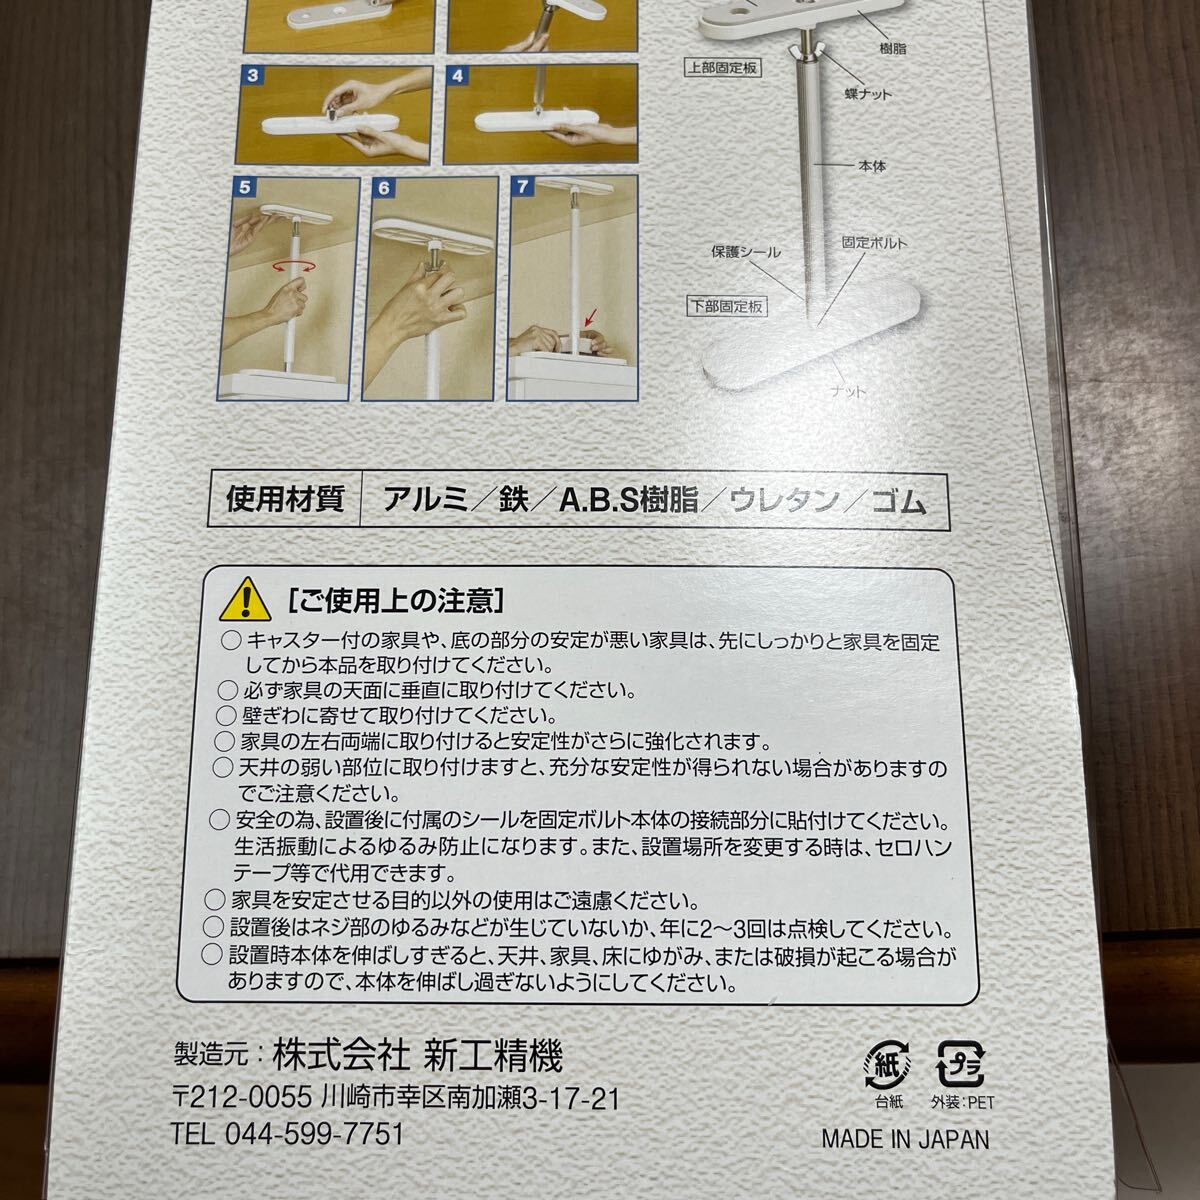 3
4
5
6
7
樹脂
上部固定板
蝶ナット
本体
保護シール
固定ボルト
下部固定板
ナット
使用材質 アルミ／鉄／A.B.S樹脂／ウレタン／ゴム
[ご使用上の注意]
○キャスター付の家具や、底の部分の安定が悪い家具は、先にしっかりと家具を固定
してから本品を取り付けてください。
○必ず家具の天面に垂直に取り付けてください。
○壁ぎわに寄せて取り付けてください。
○家具の左右両端に取り付けると安定性がさらに強化されます。
○天井の弱い部位に取り付けますと、充分な安定性が得られない場合がありますの
でご注意ください。
○安全の為、設置後に付属のシールを固定ボルト本体の接続部分に貼付けてください。
生活振動によるゆるみ防止になります。また、設置場所を変更する時は、セロハン
テープ等で代用できます。
○家具を安定させる目的以外の使用はご遠慮ください。
○設置後はネジ部のゆるみなどが生じていないか、年に2〜3回は点検してください。
○設置時本体を伸ばしすぎると、天井、家具、床にゆがみ、または破損が起こる場合が
ありますので、本体を伸ばし過ぎないようにしてください。
製造元：株式会社 新工精機
〒212-0055 川崎市幸区南加瀬3-17-21
TEL 044-599-7751
紙
台紙
プラ
外装：PET
MADE IN JAPAN